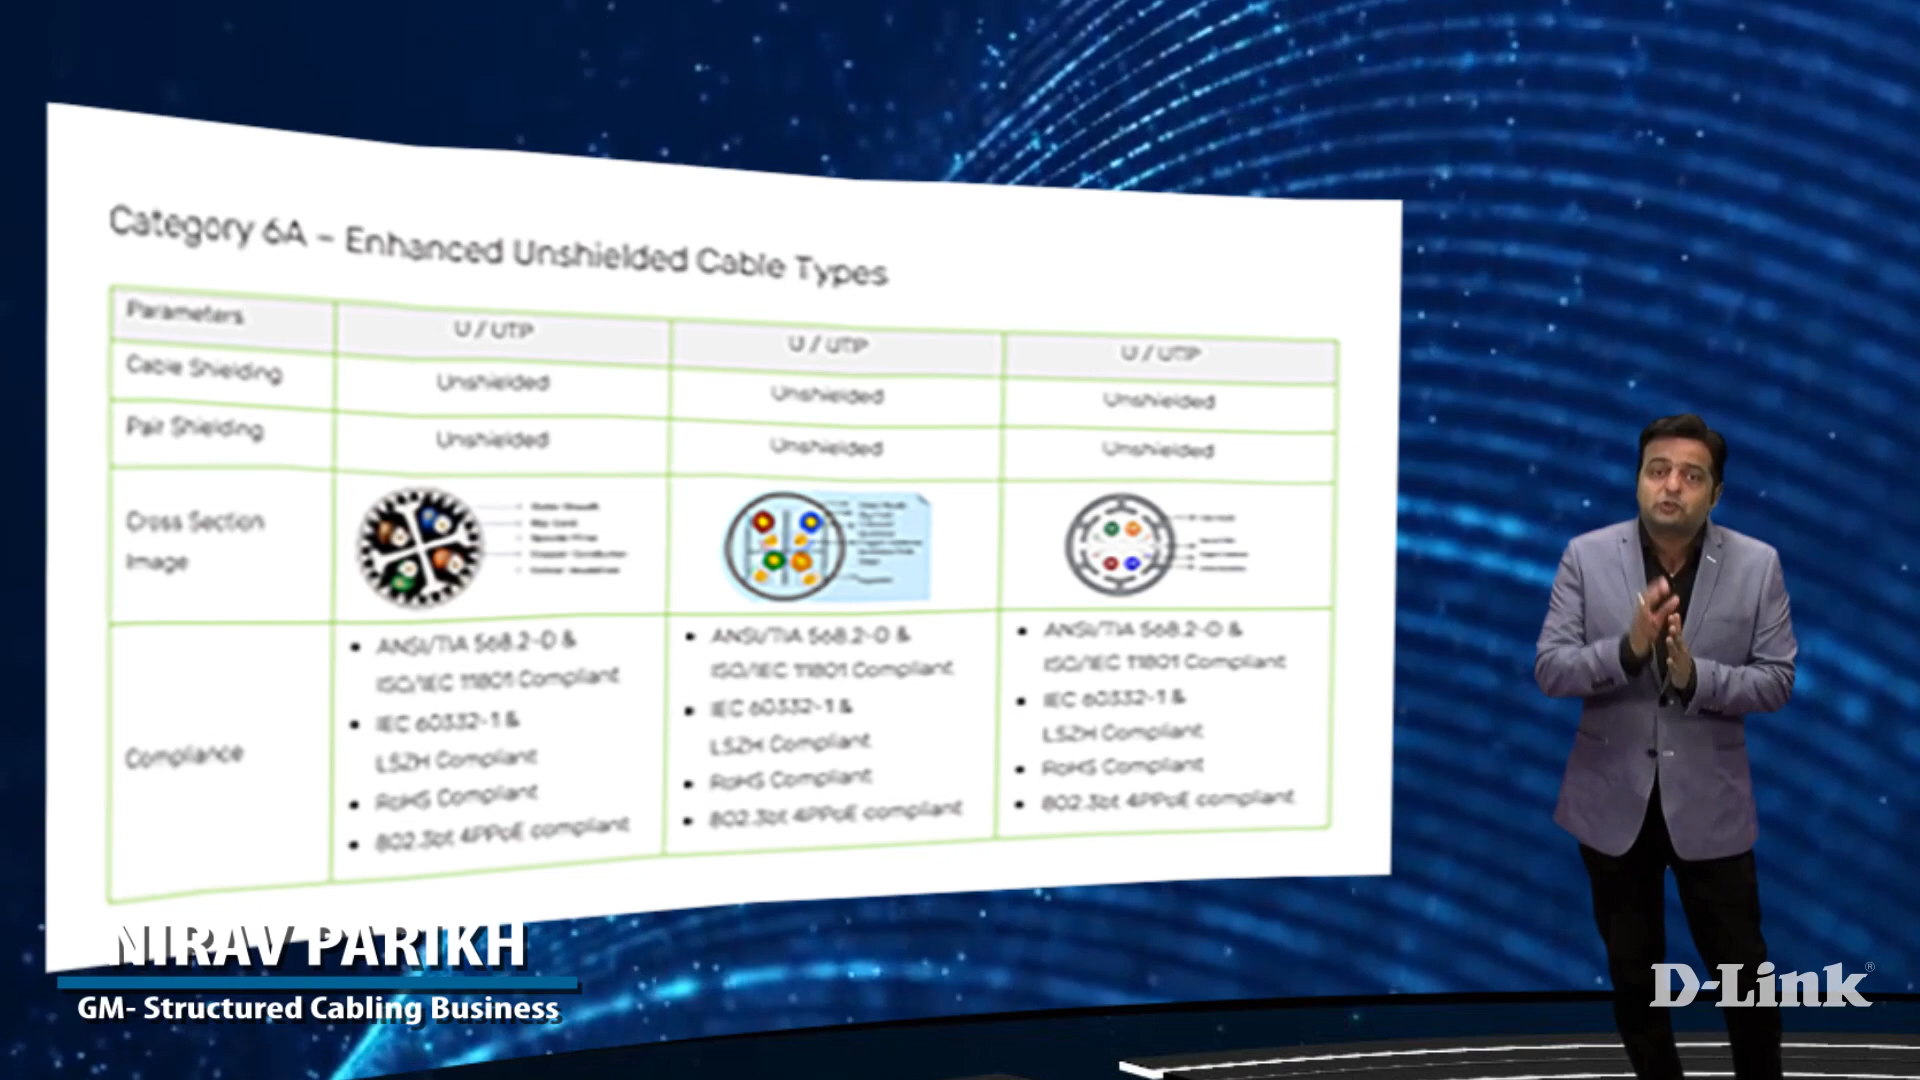 Category 6A – Enhanced Unshielded Cable Types
Parameters
U / UTP
U / UTP
U / UTP
Cable Shielding
Unshielded
Unshielded
Unshielded
Pair Shielding
Unshielded
Unshielded
Unshielded
Cross Section
Image
Compliance
• ANSI/TIA 568.2-D &
ISO/IEC 11801 Compliant
• IEC 60332-1 &
LSZH Compliant
• RoHS Compliant
• 802.3bt 4PPoE compliant
• ANSI/TIA 568.2-D &
ISO/IEC 11801 Compliant
• IEC 60332-1 &
LSZH Compliant
• RoHS Compliant
• 802.3bt 4PPoE compliant
• ANSI/TIA 568.2-D &
ISO/IEC 11801 Compliant
• IEC 60332-1 &
LSZH Compliant
• RoHS Compliant
• 802.3bt 4PPoE compliant
NIRAV PARIKH
GM- Structured Cabling Business
D-Link®